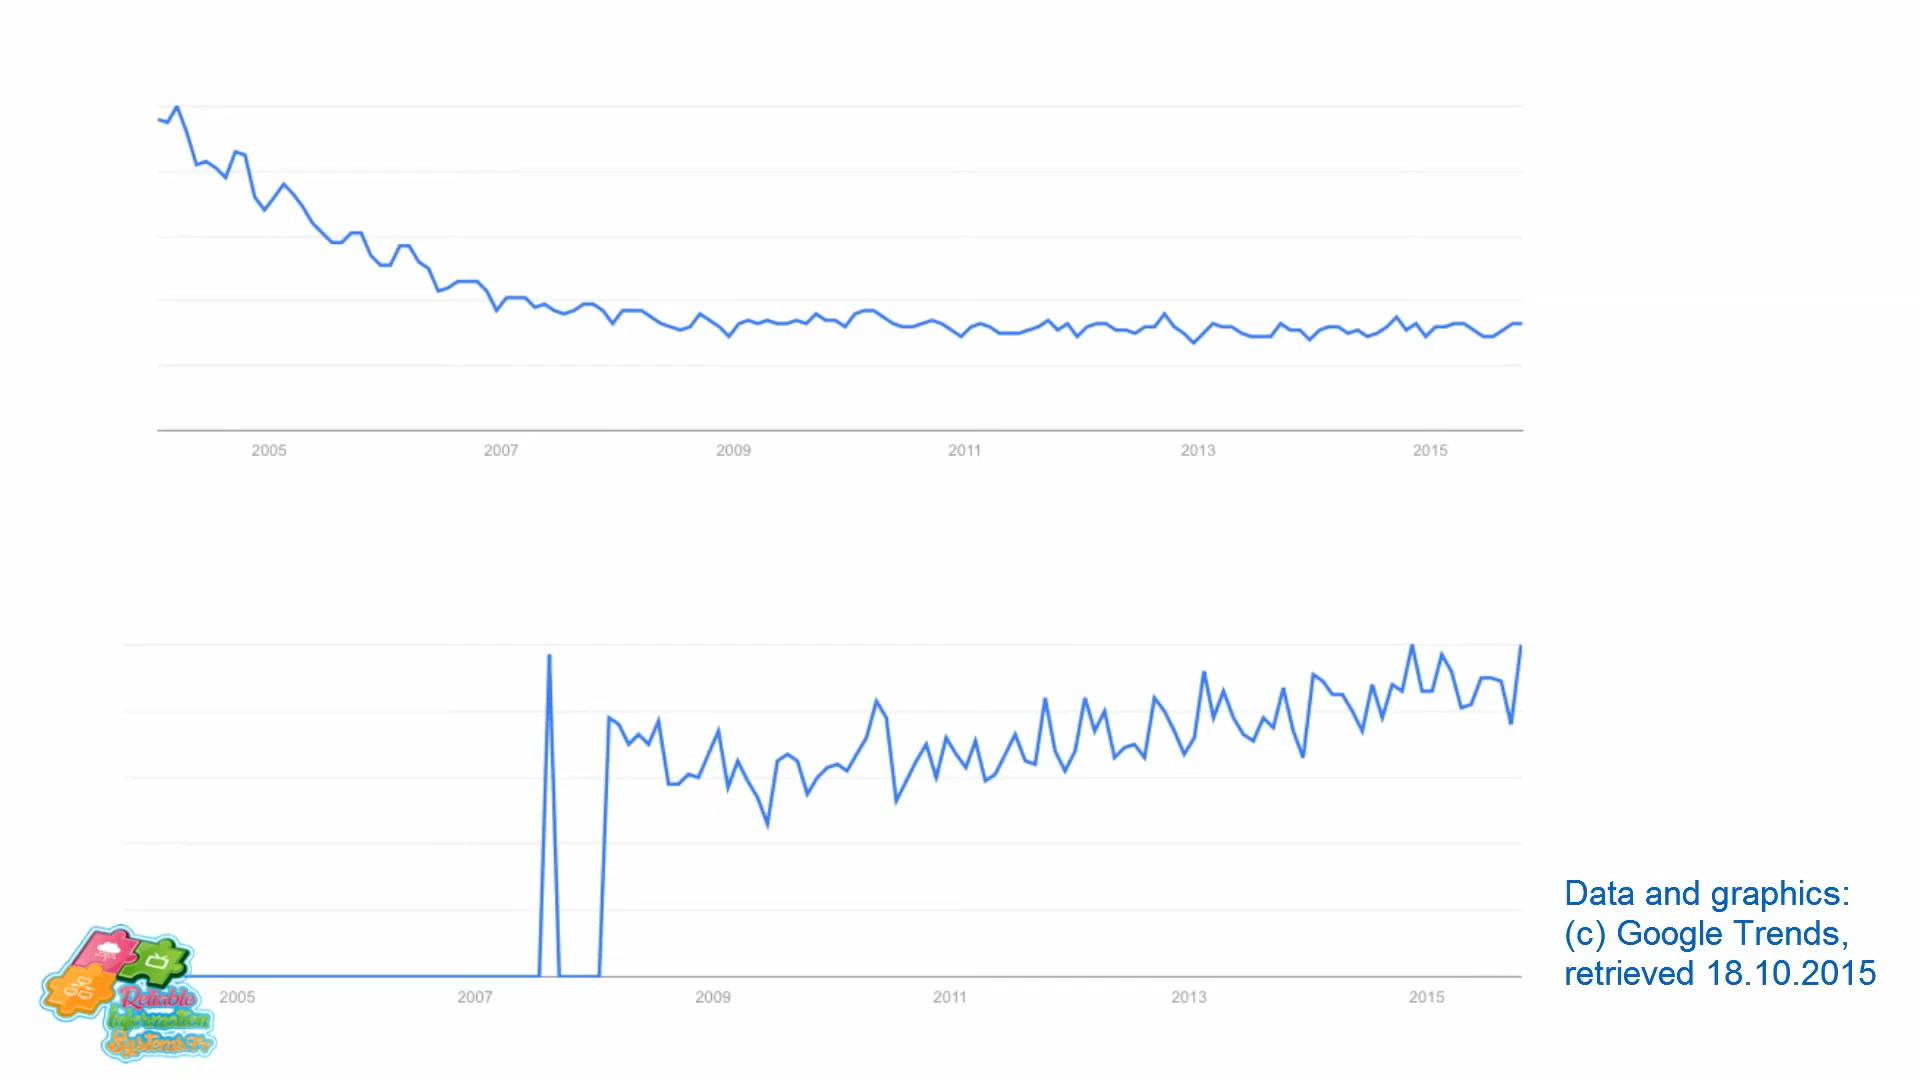 2005 2007 2009 2011 2013 2015
Data and graphics:
(c) Google Trends,
retrieved 18.10.2015
2005 2007 2009 2011 2013 2015
Reliable
Information
Systems